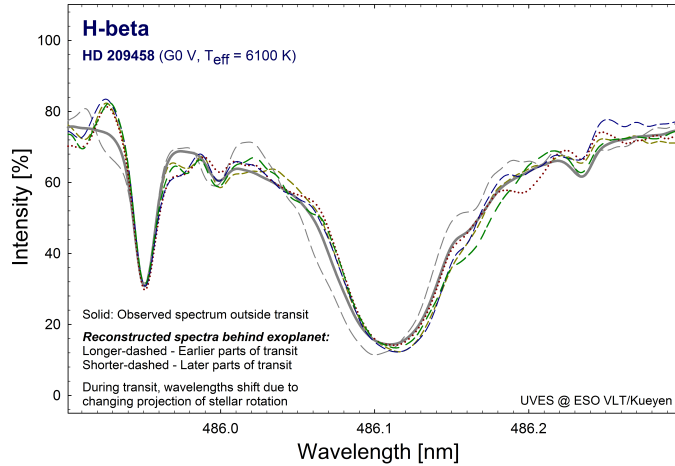 H-beta
HD 209458 (G0 V, Teff = 6100 K)
Intensity [%]
100
80
60
40
20
0
Solid: Observed spectrum outside transit
Reconstructed spectra behind exoplanet:
Longer-dashed - Earlier parts of transit
Shorter-dashed - Later parts of transit
During transit, wavelengths shift due to
changing projection of stellar rotation
UVES @ ESO VLT/Kueyen
486.0 486.1 486.2
Wavelength [nm]